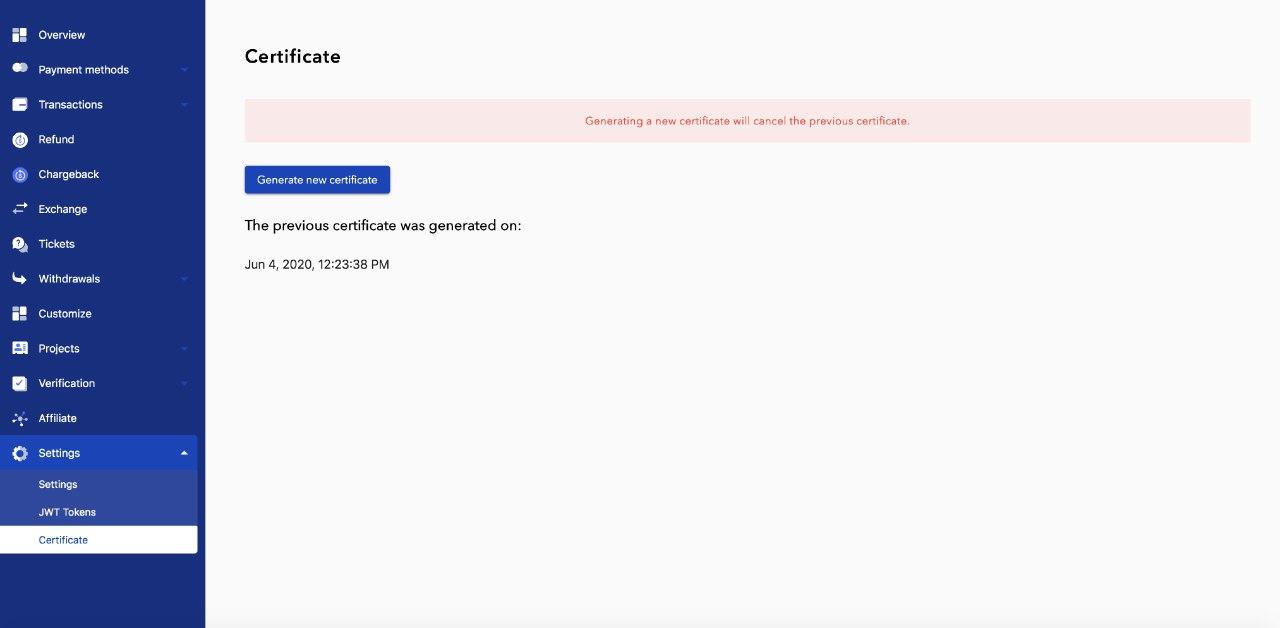 Overview
Payment methods
Transactions
Refund
Chargeback
Exchange
Tickets
Withdrawals
Customize
Projects
Verification
Affiliate
Settings
Settings
JWT Tokens
Certificate
Certificate
Generating a new certificate will cancel the previous certificate.
Generate new certificate
The previous certificate was generated on:
Jun 4, 2020, 12:23:38 PM